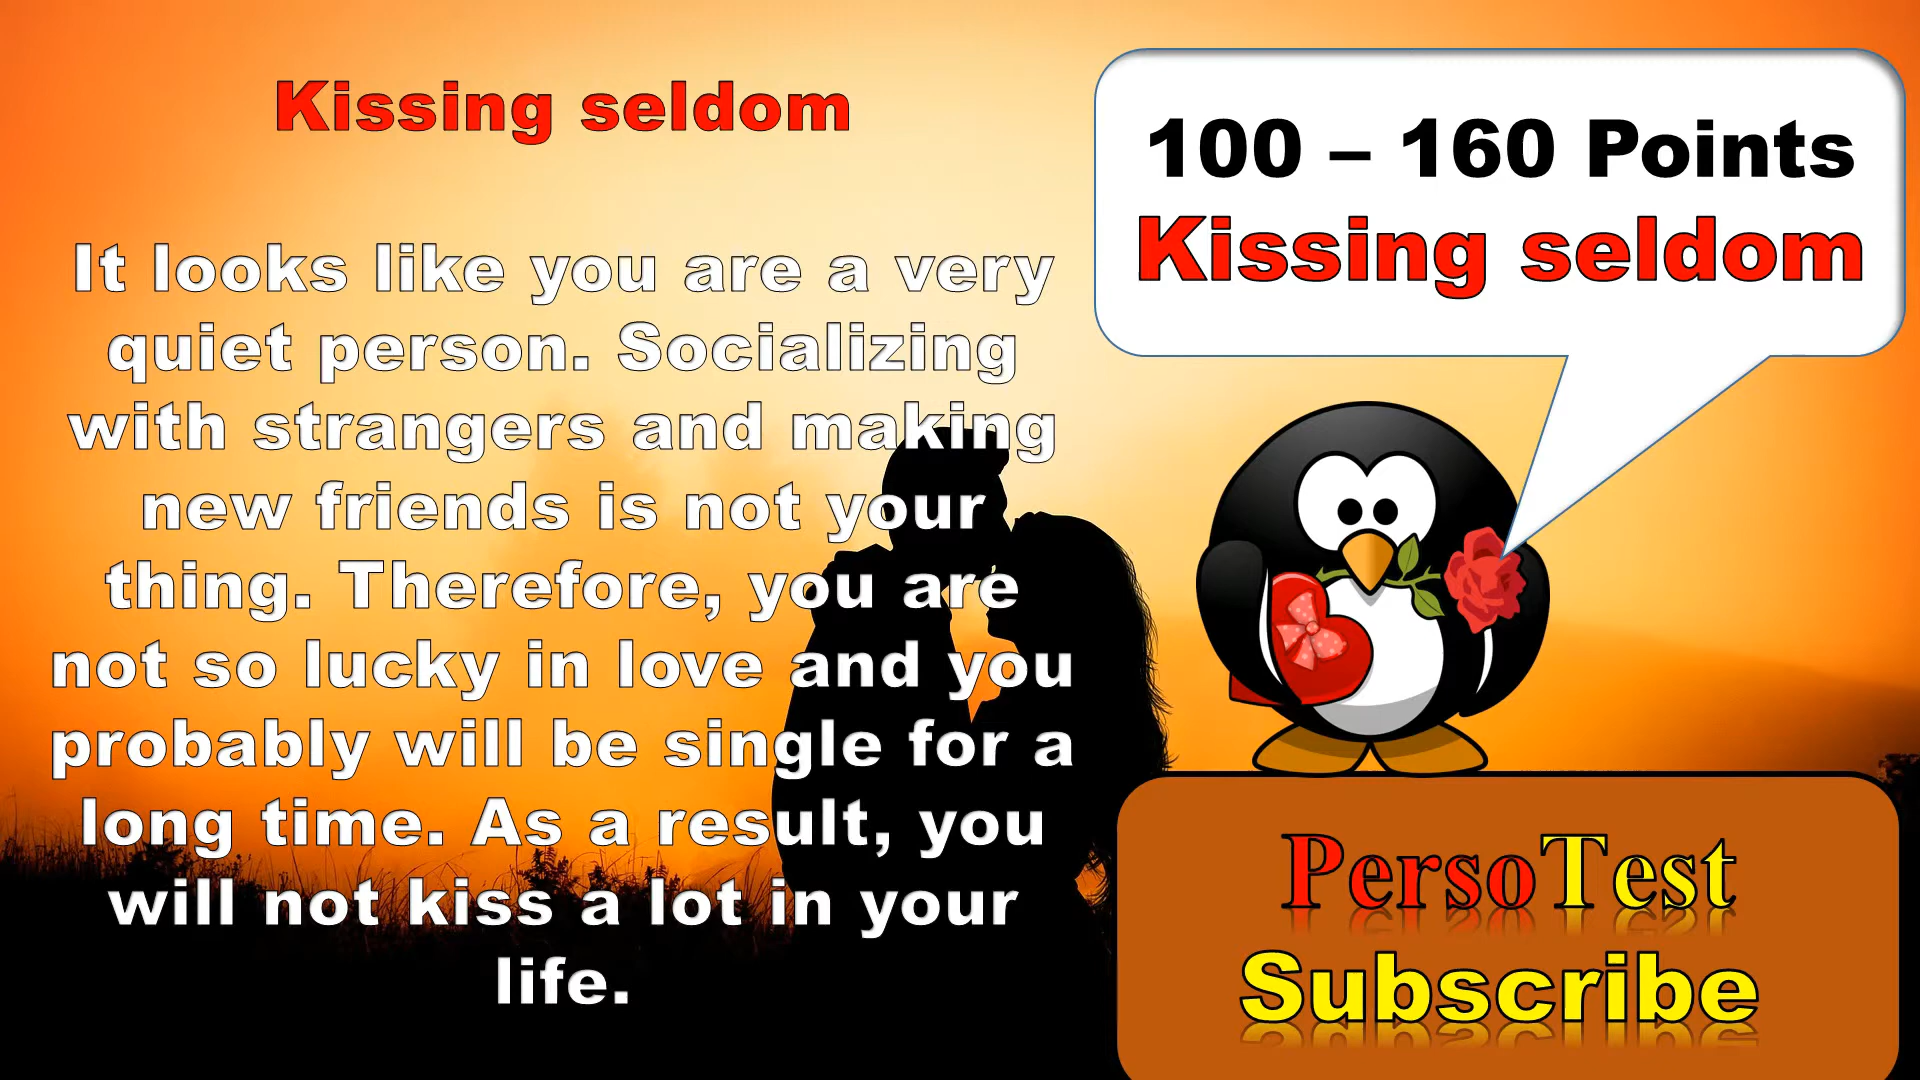 Kissing seldom
It looks like you are a very
quiet person. Socializing
with strangers and making
new friends is not your
thing. Therefore, you are
not so lucky in love and you
probably will be single for a
long time. As a result, you
will not kiss a lot in your
life.
100 – 160 Points
Kissing seldom
PersoTest
Subscribe